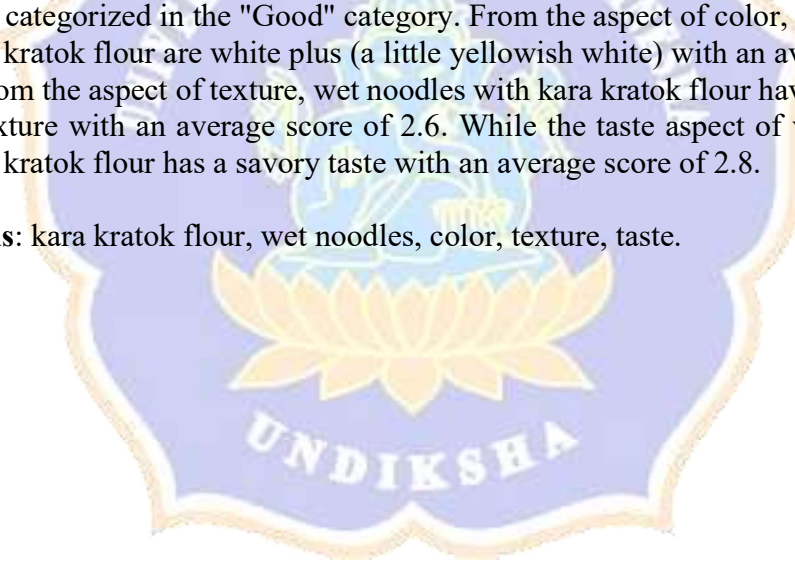 categorized in the "Good" category. From the aspect of color,
kratok flour are white plus (a little yellowish white) with an
om the aspect of texture, wet noodles with kara kratok flour
xture with an average score of 2.6. While the taste aspect of
kratok flour has a savory taste with an average score of 2.8.
s: kara kratok flour, wet noodles, color, texture, taste.
UNDIKSHA